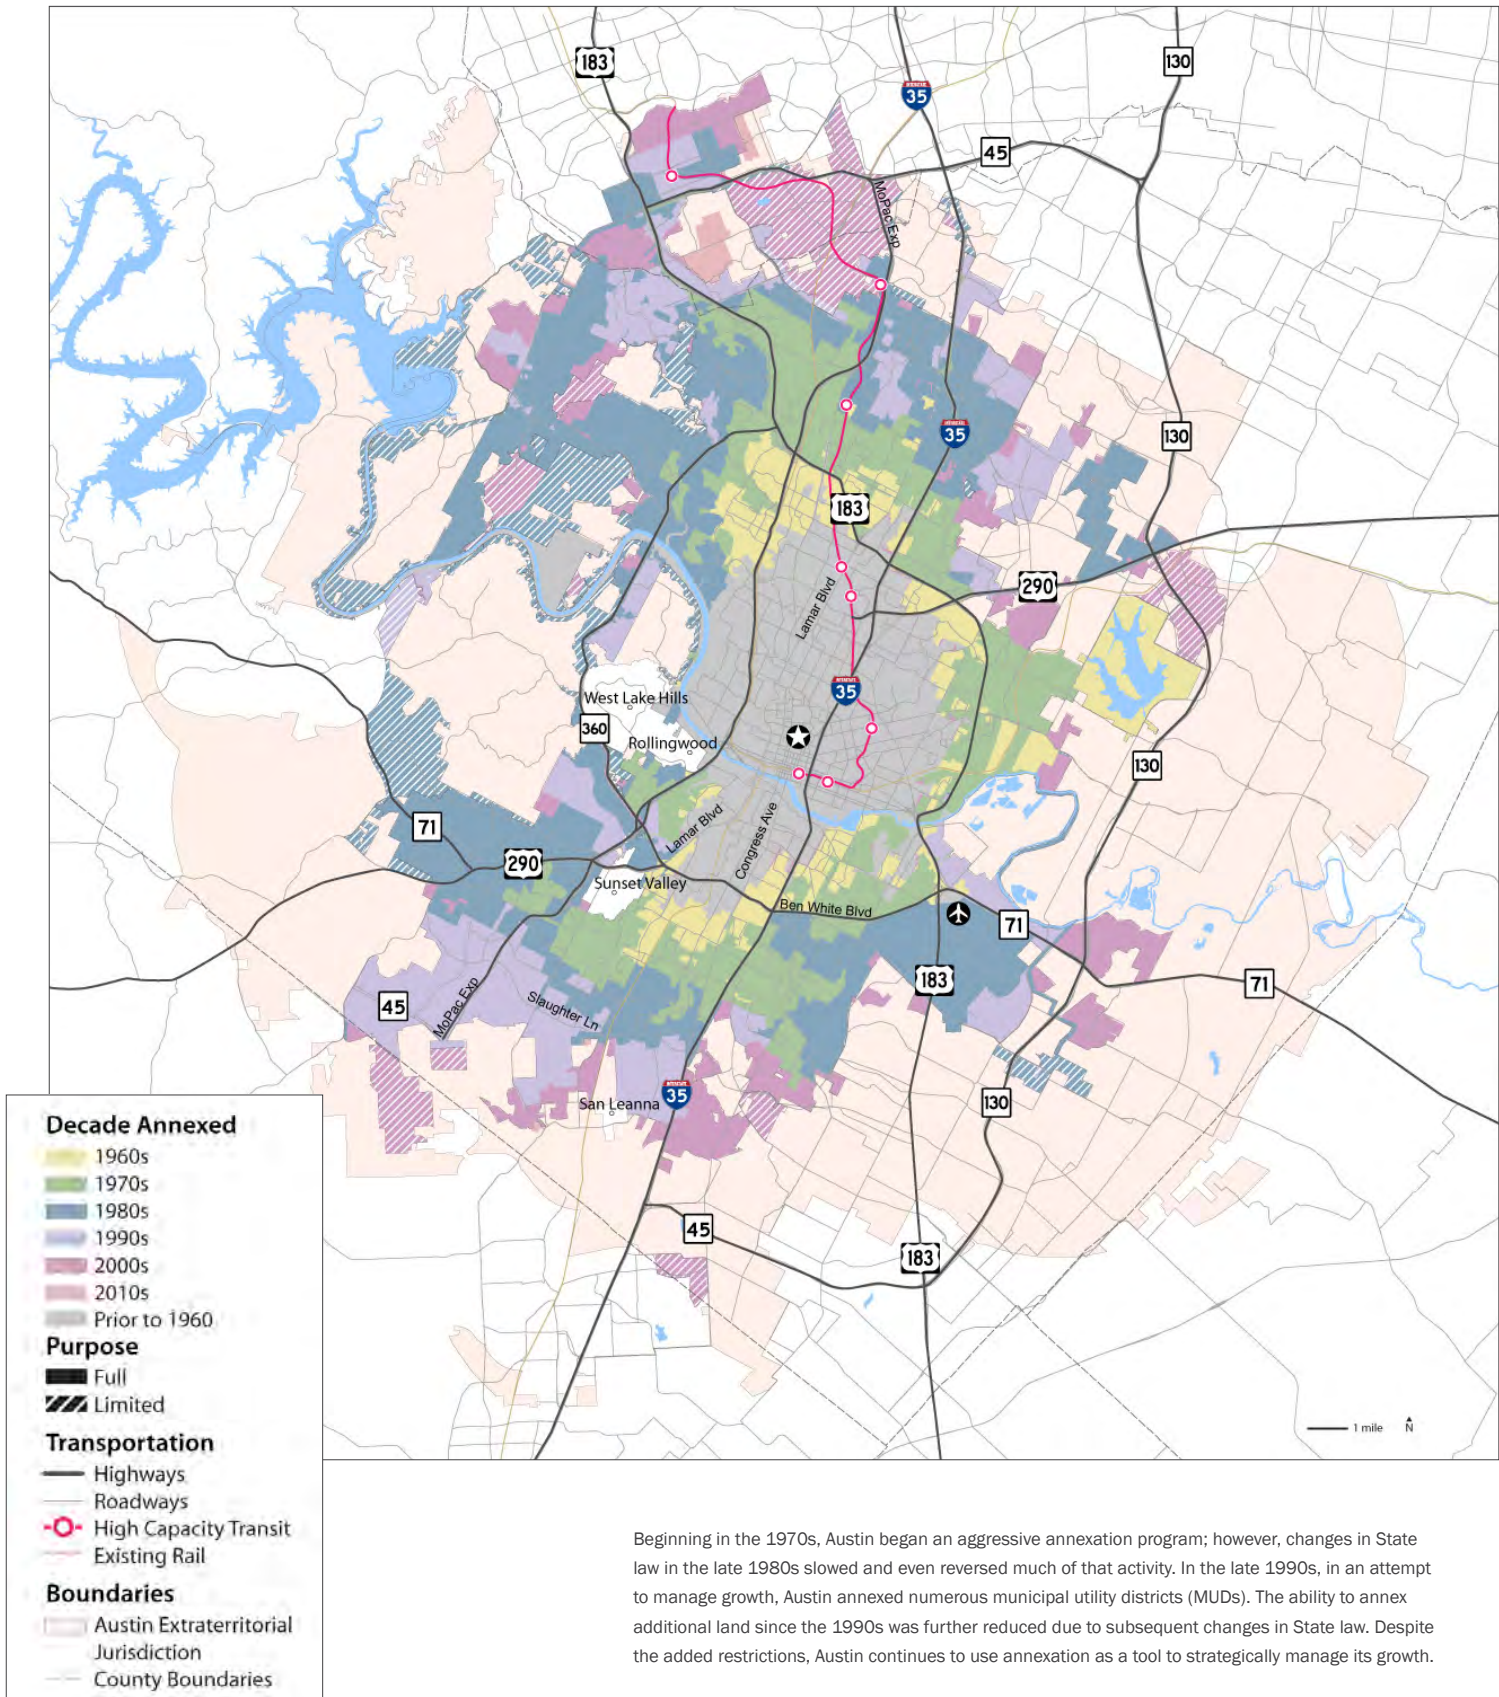 183
35
130
45
MoPac Exp
130
35
183
290
Lamar Blvd
35
West Lake Hills
360
Rollingwood
130
71
290
Lamar Blvd
Congress Ave
Sunset Valley
Ben White Blvd
71
183
71
45
MoPac Exp
Slaughter Ln
35
San Leanna
130
45
183
1 mile
N
Decade Annexed
1960s
1970s
1980s
1990s
2000s
2010s
Prior to 1960
Purpose
Full
Limited
Transportation
Highways
Roadways
High Capacity Transit
Existing Rail
Boundaries
Austin Extraterritorial
Jurisdiction
County Boundaries
Beginning in the 1970s, Austin began an aggressive annexation program; however, changes in State
law in the late 1980s slowed and even reversed much of that activity. In the late 1990s, in an attempt
to manage growth, Austin annexed numerous municipal utility districts (MUDs). The ability to annex
additional land since the 1990s was further reduced due to subsequent changes in State law. Despite
the added restrictions, Austin continues to use annexation as a tool to strategically manage its growth.